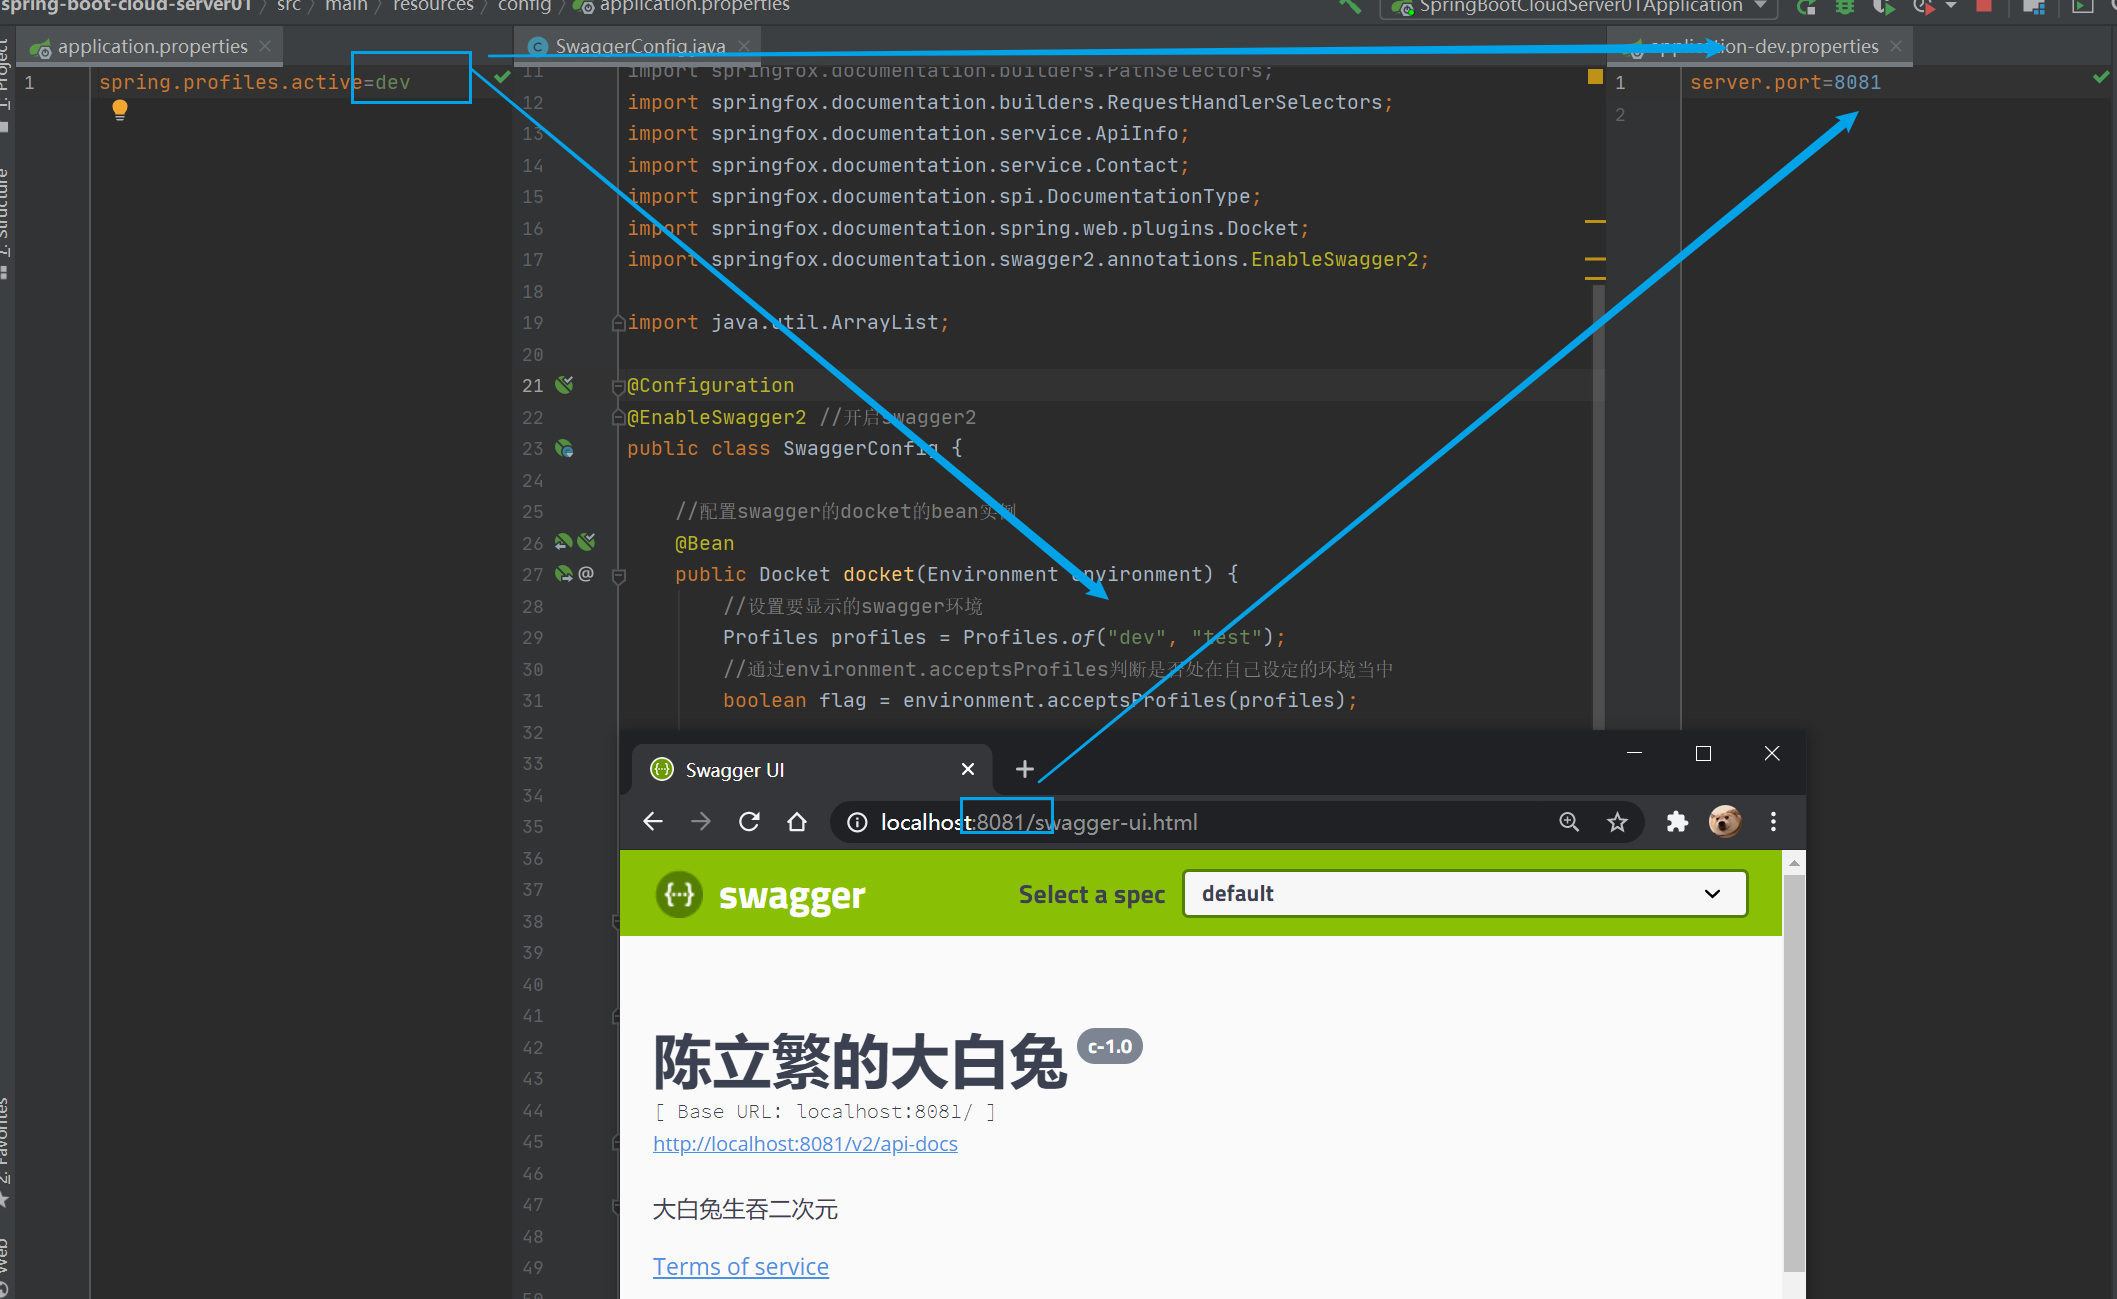 spring-boot-cloud-server01 / src / main / resources / config / application.properties
SpringBootCloudServer01Application
application.properties
SwaggerConfig.java
application-dev.properties
1: Project
7: Structure
2: Favorites
Web
1 spring.profiles.active=dev
11 import springfox.documentation.builders.PathSelectors;
12 import springfox.documentation.builders.RequestHandlerSelectors;
13 import springfox.documentation.service.ApiInfo;
14 import springfox.documentation.service.Contact;
15 import springfox.documentation.spi.DocumentationType;
16 import springfox.documentation.spring.web.plugins.Docket;
17 import springfox.documentation.swagger2.annotations.EnableSwagger2;
18
19 import java.util.ArrayList;
20
21 @Configuration
22 @EnableSwagger2 //开启swagger2
23 public class SwaggerConfig {
24
25 //配置swagger的docket的bean实例
26 @Bean
27 @ public Docket docket(Environment environment) {
28 //设置要显示的swagger环境
29 Profiles profiles = Profiles.of("dev", "test");
30 //通过environment.acceptsProfiles判断是否处在自己设定的环境当中
31 boolean flag = environment.acceptsProfiles(profiles);
32
33
34
35
36
37
38
39
40
41
42
43
44
45
46
47
48
49
50
1 server.port=8081
2
Swagger UI
localhost:8081/swagger-ui.html
swagger
Select a spec
default
陈立繁的大白兔 c-1.0
[ Base URL: localhost:8081/ ]
http://localhost:8081/v2/api-docs
大白兔生吞二次元
Terms of service